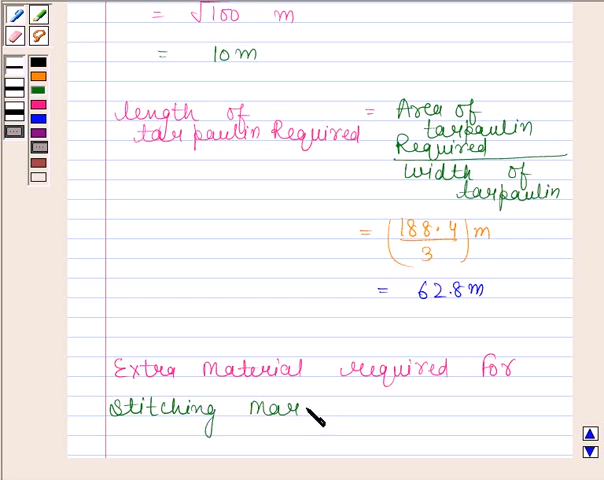 = √100 m
= 10 m
length of = Area of
tarpaulin Required tarpaulin
Required
width of
tarpaulin
= (188.4/3) m
= 62.8 m
Extra Material required for
Stitching mar